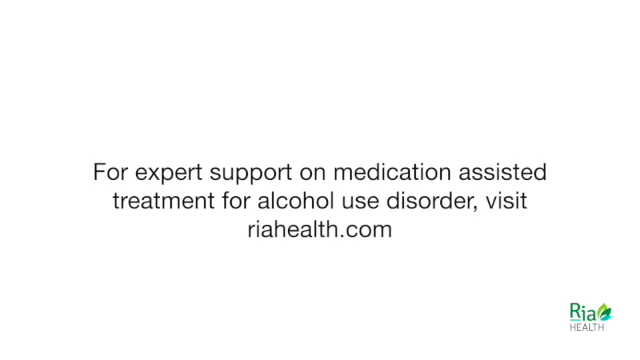 For expert support on medication assisted
treatment for alcohol use disorder, visit
riahealth.com
Ria
HEALTH